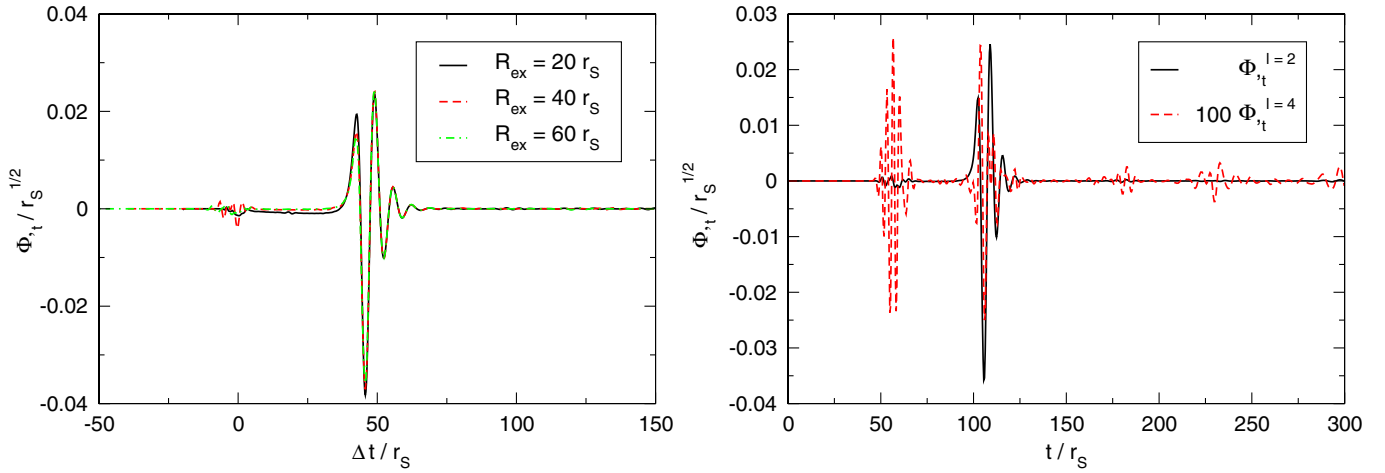 0.04
0.02
0
-0.02
-0.04
Φ,t / rS1/2
-50
0
50
100
150
Δt / rS
Rex = 20 rS
Rex = 40 rS
Rex = 60 rS
0.04
0.03
0.02
0.01
0
-0.01
-0.02
-0.03
-0.04
Φ,t / rS1/2
0
50
100
150
200
250
300
t / rS
Φ,t l = 2
100 Φ,t l = 4